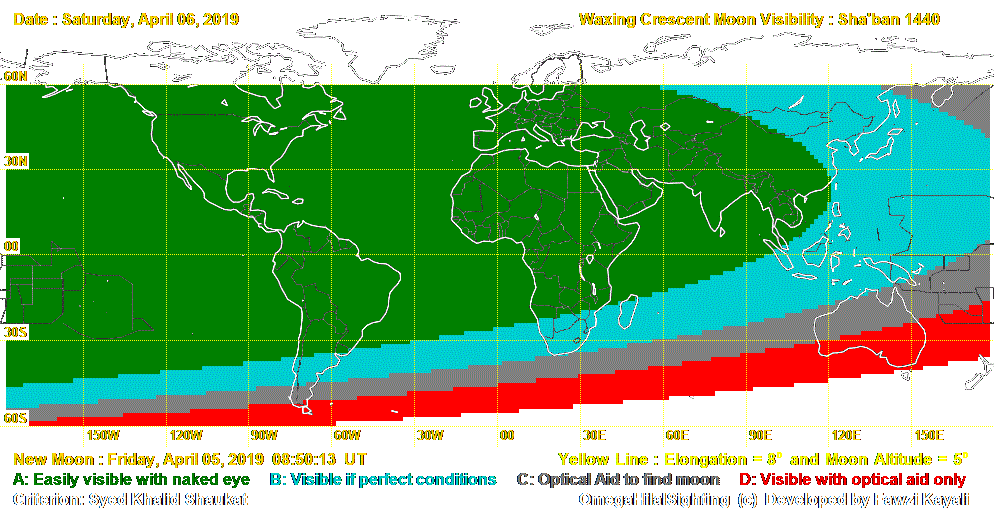 Date : Saturday, April 06, 2019 Waxing Crescent Moon Visibility : Sha'ban 1440
60N
30N
00
30S
60S
150W 120W 90W 60W 30W 00 30E 60E 90E 120E 150E
New Moon : Friday, April 05, 2019 08:50:13 UT Yellow Line : Elongation = 8° and Moon Altitude = 5°
A: Easily visible with naked eye B: Visible if perfect conditions C: Optical Aid to find moon D: Visible with optical aid only
Criterion: Syed Khalid Shaukat OmegaHilalSighting (c) Developed by Fawzi Kayali